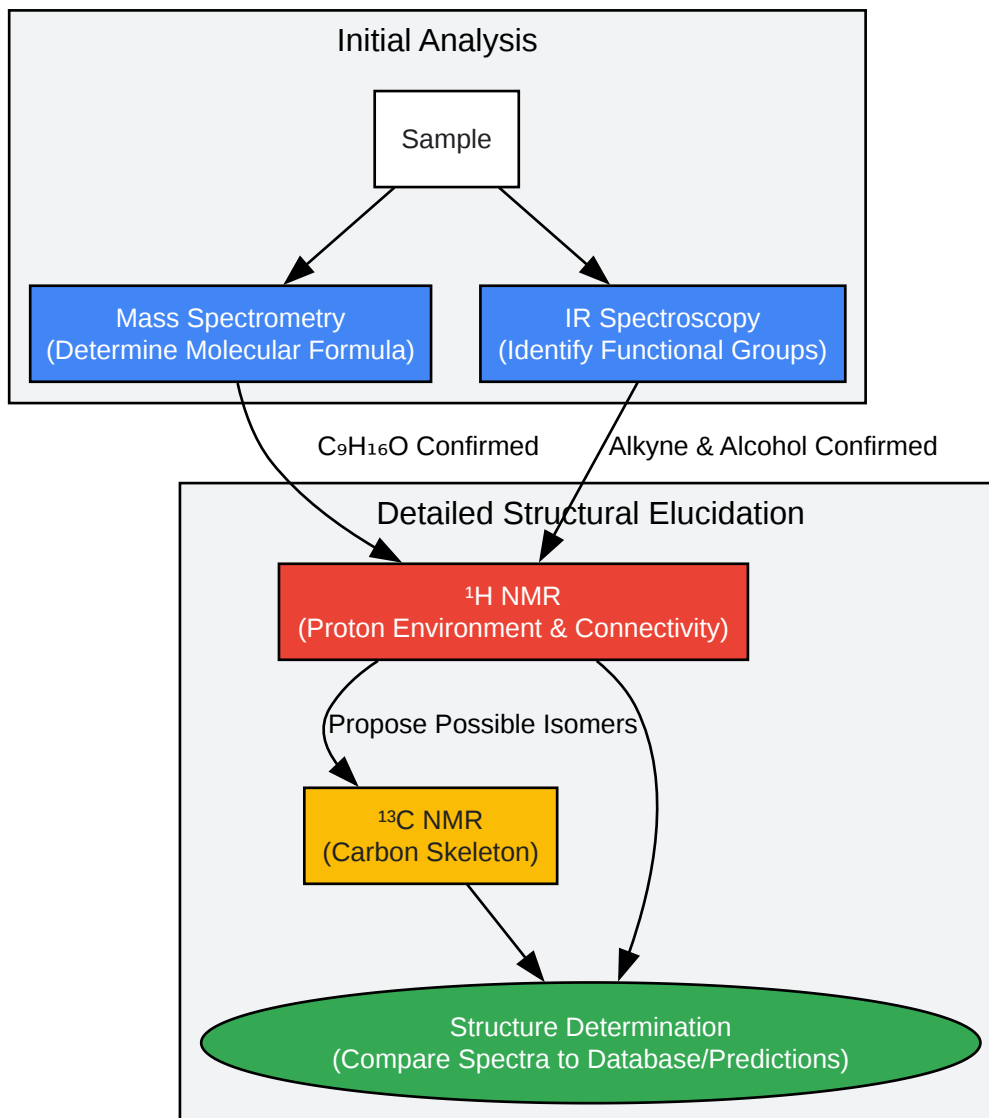 Initial Analysis
Sample
Mass Spectrometry
(Determine Molecular Formula)
IR Spectroscopy
(Identify Functional Groups)
C₉H₁₆O Confirmed
Alkyne & Alcohol Confirmed
Detailed Structural Elucidation
¹H NMR
(Proton Environment & Connectivity)
Propose Possible Isomers
¹³C NMR
(Carbon Skeleton)
Structure Determination
(Compare Spectra to Database/Predictions)